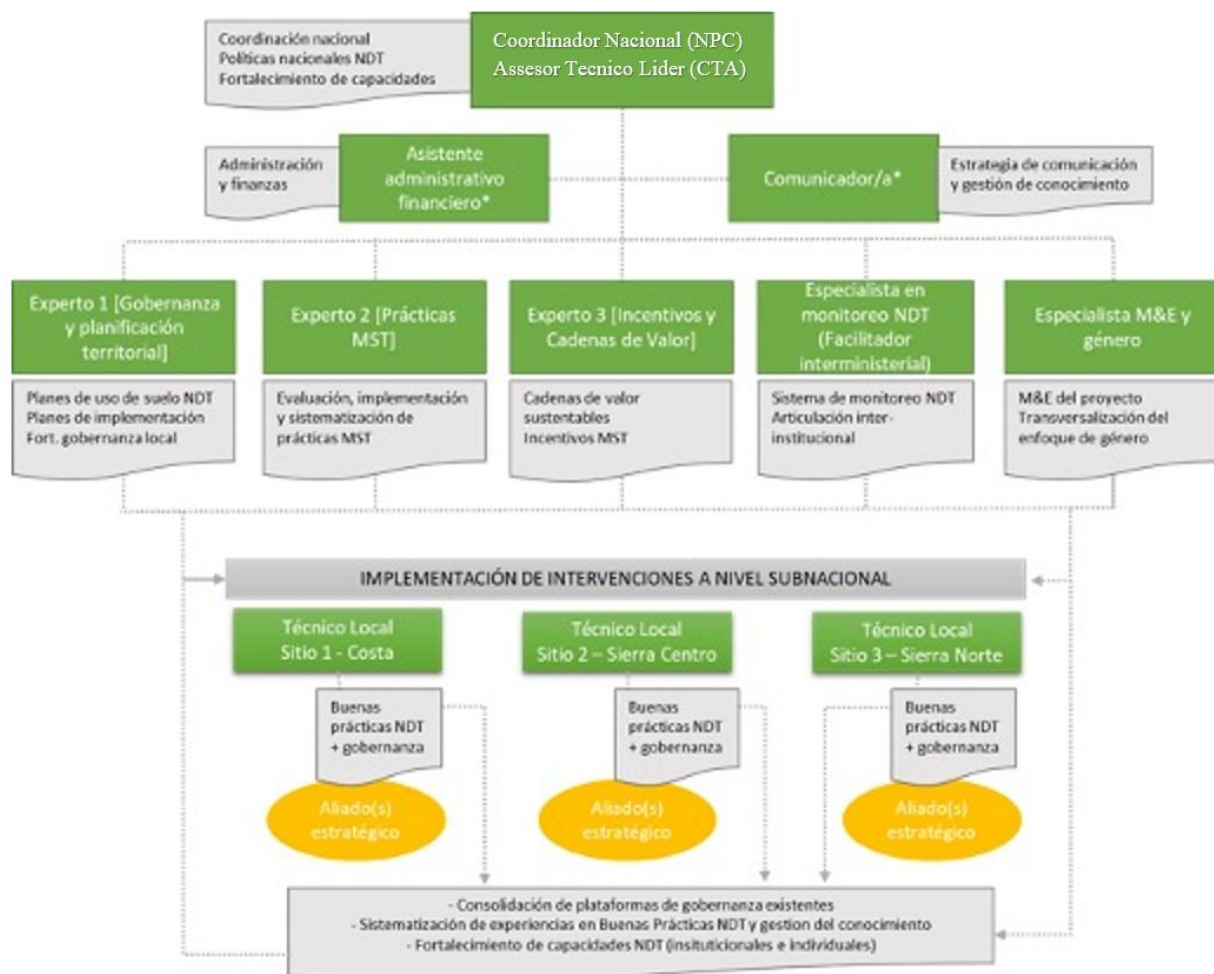 Coordinación nacional
Políticas nacionales NDT
Fortalecimiento de capacidades
Coordinador Nacional (NPC)
Assesor Tecnico Lider (CTA)
Administración
y finanzas
Asistente
administrativo
financiero*
Comunicador/a*
Estrategia de comunicación
y gestión de conocimiento
Experto 1 [Gobernanza
y planificación
territorial]
Planes de uso de suelo NDT
Planes de implementación
Fort. gobernanza local
Experto 2 [Prácticas
MST]
Evaluación, implementación
y sistematización de
prácticas MST
Experto 3 [Incentivos y
Cadenas de Valor]
Cadenas de valor
sustentables
Incentivos MST
Especialista en
monitoreo NDT
(Facilitador
interministerial)
Sistema de monitoreo NDT
Articulación inter-
institucional
Especialista M&E y
género
M&E del proyecto
Transversalización del
enfoque de género
IMPLEMENTACIÓN DE INTERVENCIONES A NIVEL SUBNACIONAL
Técnico Local
Sitio 1 - Costa
Buenas
prácticas NDT
+ gobernanza
Aliado(s)
estratégico
Técnico Local
Sitio 2 – Sierra Centro
Buenas
prácticas NDT
+ gobernanza
Aliado(s)
estratégico
Técnico Local
Sitio 3 – Sierra Norte
Buenas
prácticas NDT
+ gobernanza
Aliado(s)
estratégico
- Consolidación de plataformas de gobernanza existentes
- Sistematización de experiencias en Buenas Prácticas NDT y gestion del conocimiento
- Fortalecimiento de capacidades NDT (insituticionales e individuales)